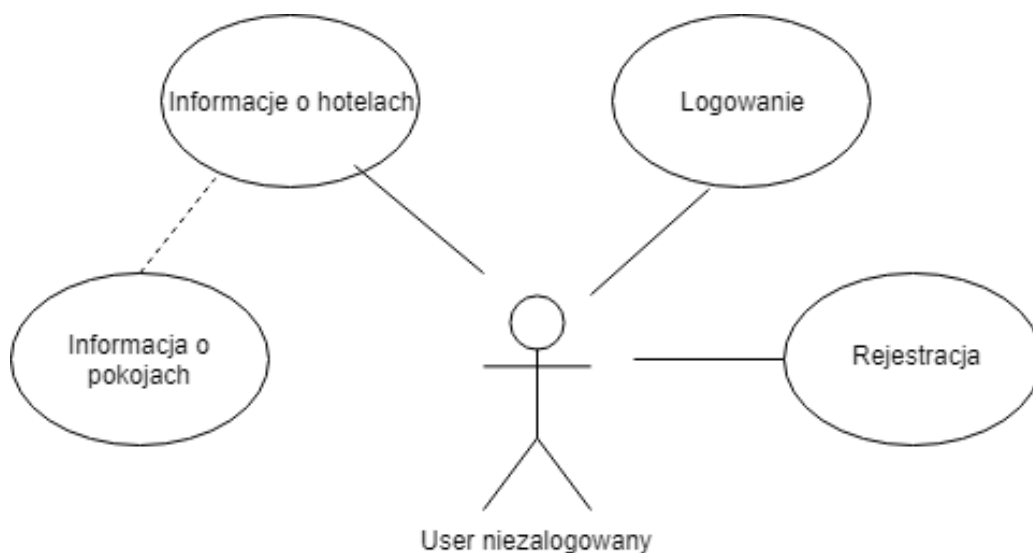 Informacje o hotelach
Logowanie
Informacja o
pokojach
Rejestracja
User niezalogowany